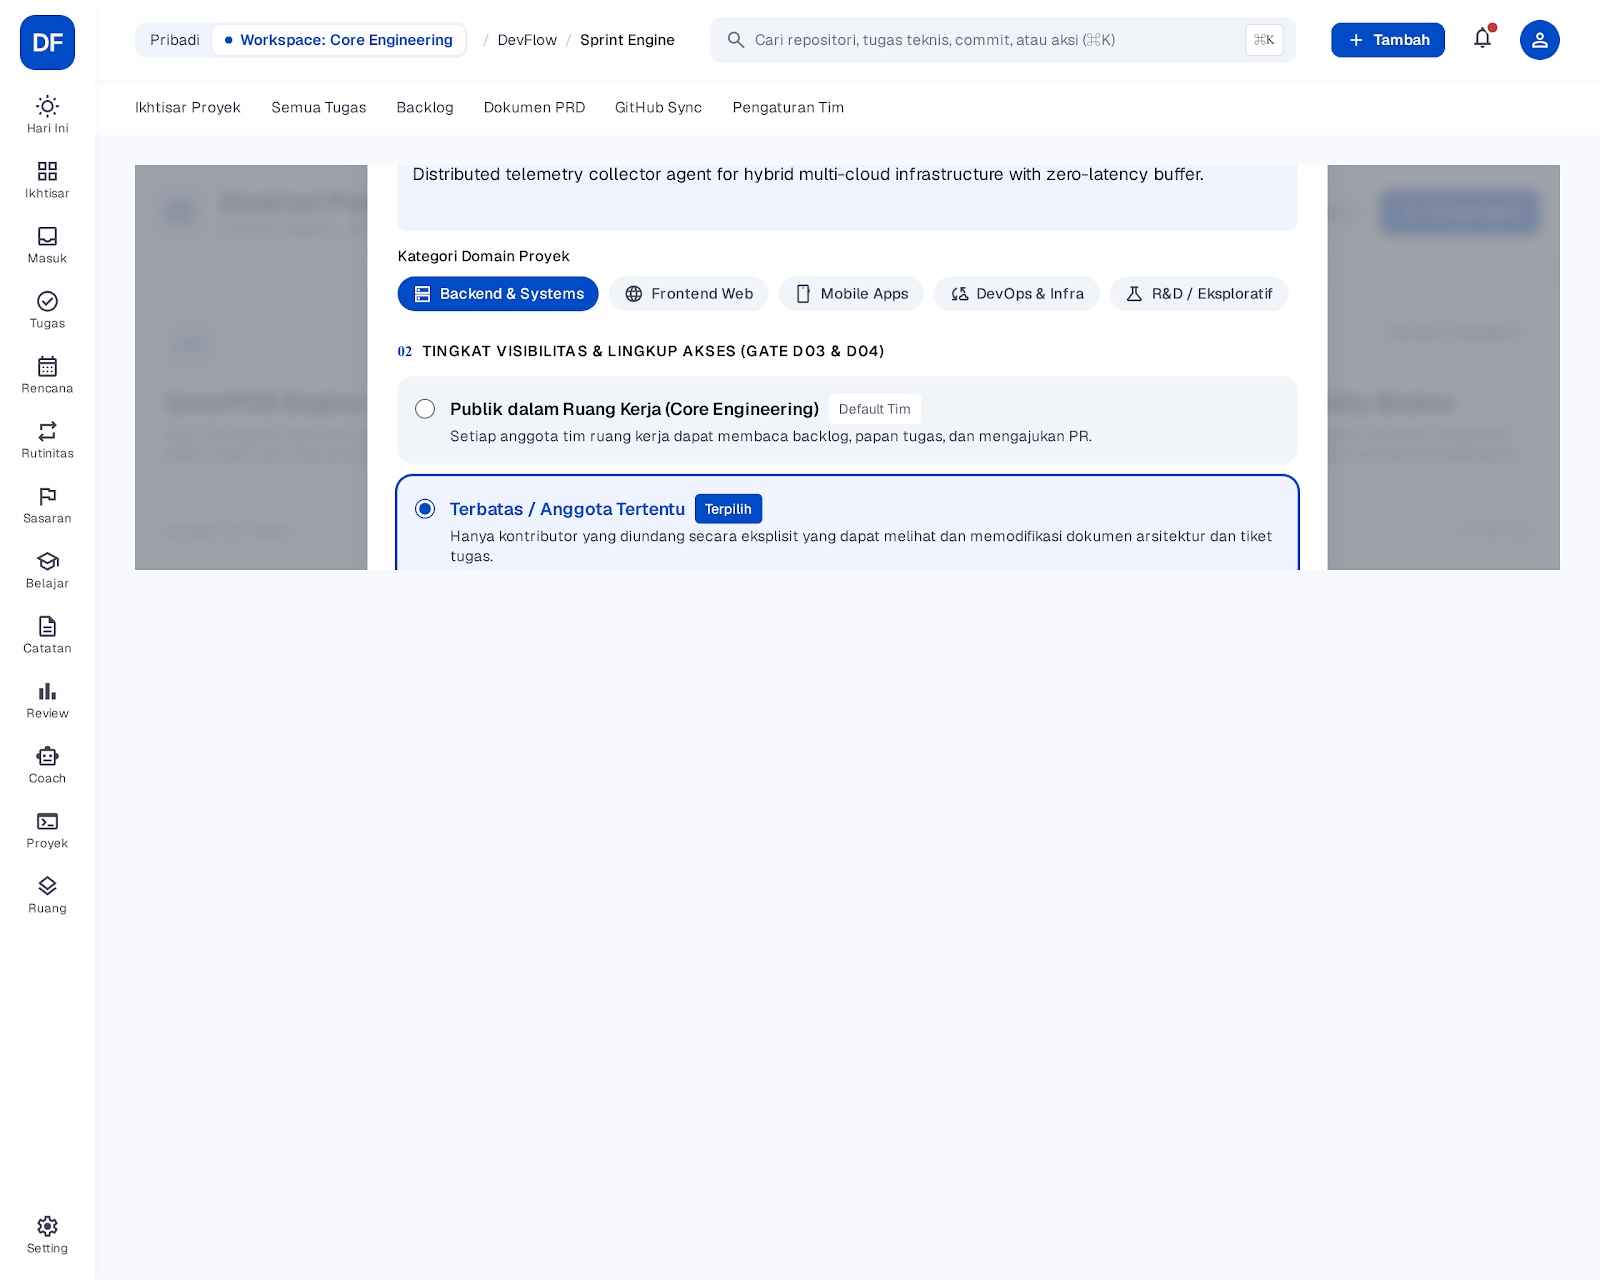 DF
Pribadi
Workspace: Core Engineering
/ DevFlow / Sprint Engine
Cari repositori, tugas teknis, commit, atau aksi (⌘K)
⌘K
Tambah
Ikhtisar Proyek
Semua Tugas
Backlog
Dokumen PRD
GitHub Sync
Pengaturan Tim
Hari Ini
Ikhtisar
Masuk
Tugas
Rencana
Rutinitas
Sasaran
Belajar
Catatan
Review
Coach
Proyek
Ruang
Setting
Distributed telemetry collector agent for hybrid multi-cloud infrastructure with zero-latency buffer.
Kategori Domain Proyek
Backend & Systems
Frontend Web
Mobile Apps
DevOps & Infra
R&D / Eksploratif
02 TINGKAT VISIBILITAS & LINGKUP AKSES (GATE D03 & D04)
Publik dalam Ruang Kerja (Core Engineering)
Default Tim
Setiap anggota tim ruang kerja dapat membaca backlog, papan tugas, dan mengajukan PR.
Terbatas / Anggota Tertentu
Terpilih
Hanya kontributor yang diundang secara eksplisit yang dapat melihat dan memodifikasi dokumen arsitektur dan tiket
tugas.